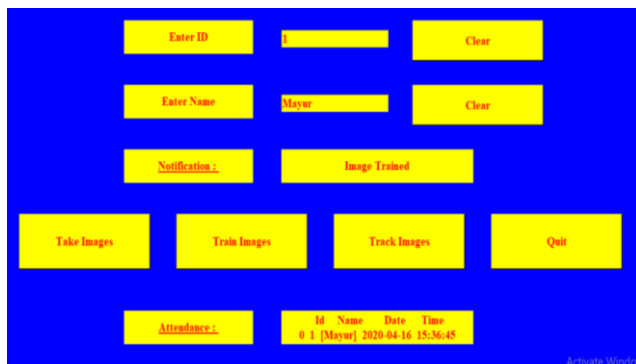 Enter ID 1 Clear
Enter Name Mayur Clear
Notification : Image Trained
Take Images Train Images Track Images Quit
Id Name Date Time
Attendance : 0 1 [Mayur] 2020-04-16 15:36:45
Activate Windo